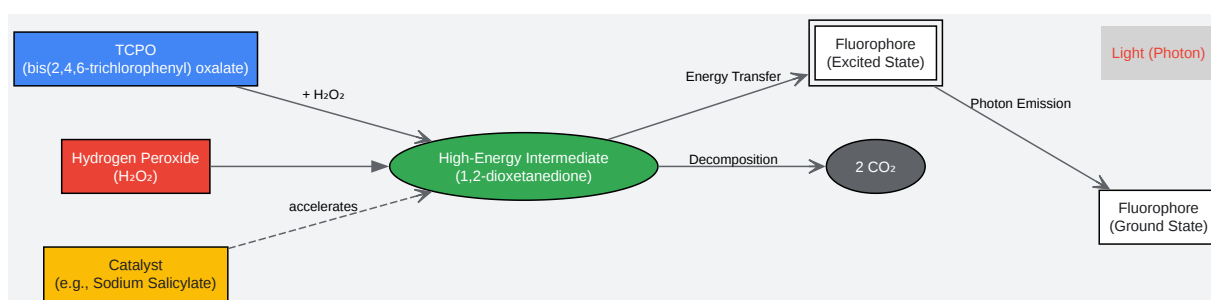 TCPO
(bis(2,4,6-trichlorophenyl) oxalate)
+ H₂O₂
Hydrogen Peroxide
(H₂O₂)
accelerates
Catalyst
(e.g., Sodium Salicylate)
High-Energy Intermediate
(1,2-dioxetanedione)
Energy Transfer
Decomposition
Fluorophore
(Excited State)
2 CO₂
Photon Emission
Light (Photon)
Fluorophore
(Ground State)